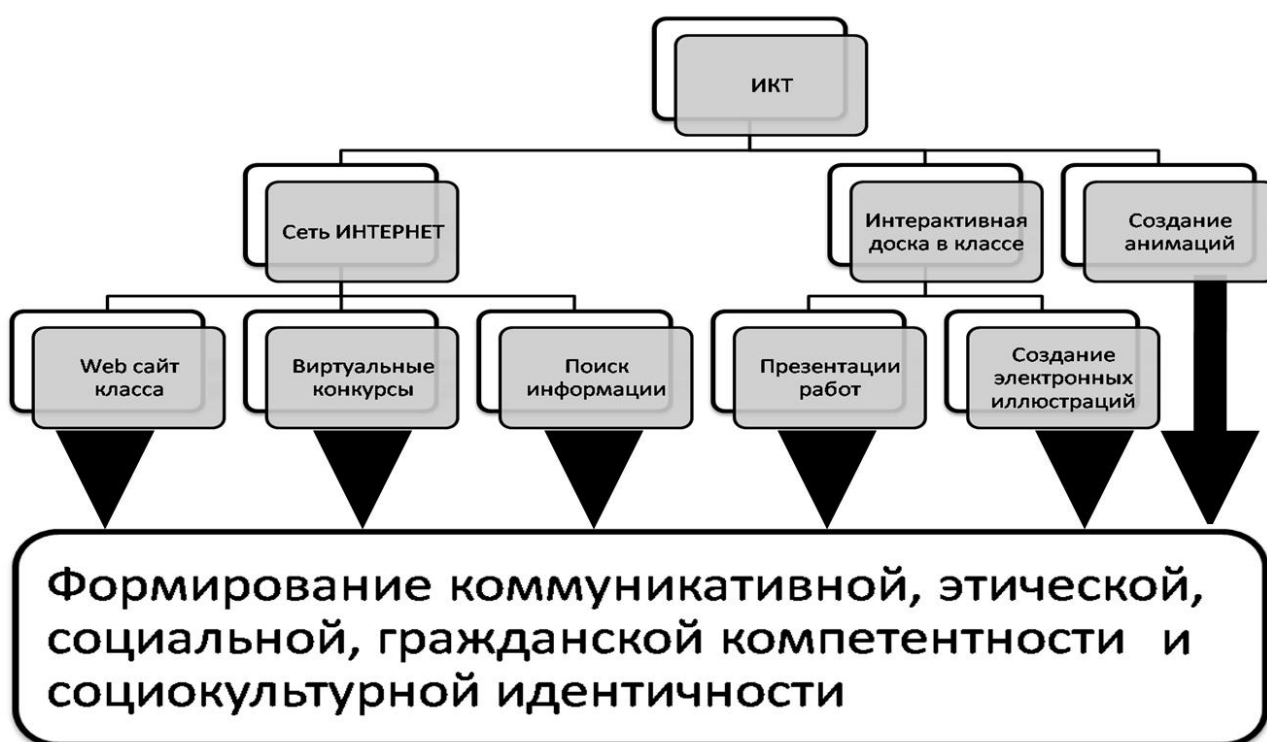 ИКТ
Сеть ИНТЕРНЕТ
Интерактивная
доска в классе
Создание
анимаций
Web сайт
класса
Виртуальные
конкурсы
Поиск
информации
Презентации
работ
Создание
электронных
иллюстраций
Формирование коммуникативной, этической,
социальной, гражданской компетентности и
социокультурной идентичности